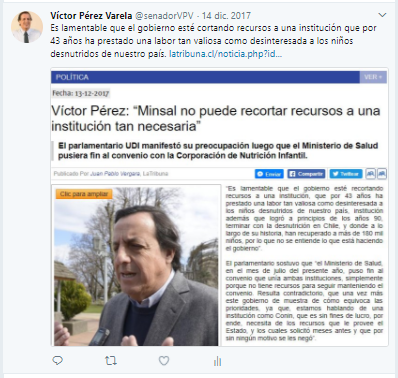 Víctor Pérez Varela @senadorVPV · 14 dic. 2017
Es lamentable que el gobierno esté cortando recursos a una institución que por
43 años ha prestado una labor tan valiosa como desinteresada a los niños
desnutridos de nuestro país. latribuna.cl/noticia.php?id...
POLÍTICA
VER +
Fecha: 13-12-2017
Víctor Pérez: “Minsal no puede recortar recursos a una
institución tan necesaria”
El parlamentario UDI manifestó su preocupación luego que el Ministerio de Salud
pusiera fin al convenio con la Corporación de Nutrición Infantil.
Publicado Por Juan Pablo Vergara, LaTribuna
Enviar
Compartir
Twittear
Clic para ampliar
"Es lamentable que el gobierno esté recortando
recursos a una institución, que por 43 años ha
prestado una labor tan valiosa como desinteresada a
los niños desnutridos de nuestro país, institución
además que logró a principios de los años 90,
terminar con la desnutrición en Chile, y donde a lo
largo de su historia, han recuperado a más de 180 mil
niños, por lo que no se entiende lo que está haciendo
el gobierno".
El parlamentario sostuvo que "el Ministerio de Salud,
en el mes de julio del presente año, puso fin al
convenio que unía ambas instituciones, simplemente
porque no tiene recursos para seguir manteniendo el
convenio. Resulta contradictorio, que una vez más
este gobierno de muestra de cómo equivoca las
prioridades, ya que, estamos hablando de una
institución como Conin, que es sin fines de lucro, por
ende, necesita de los recursos que le provee el
Estado, y los cuales solicitó meses antes y que por
sin ningún motivo se les negó".